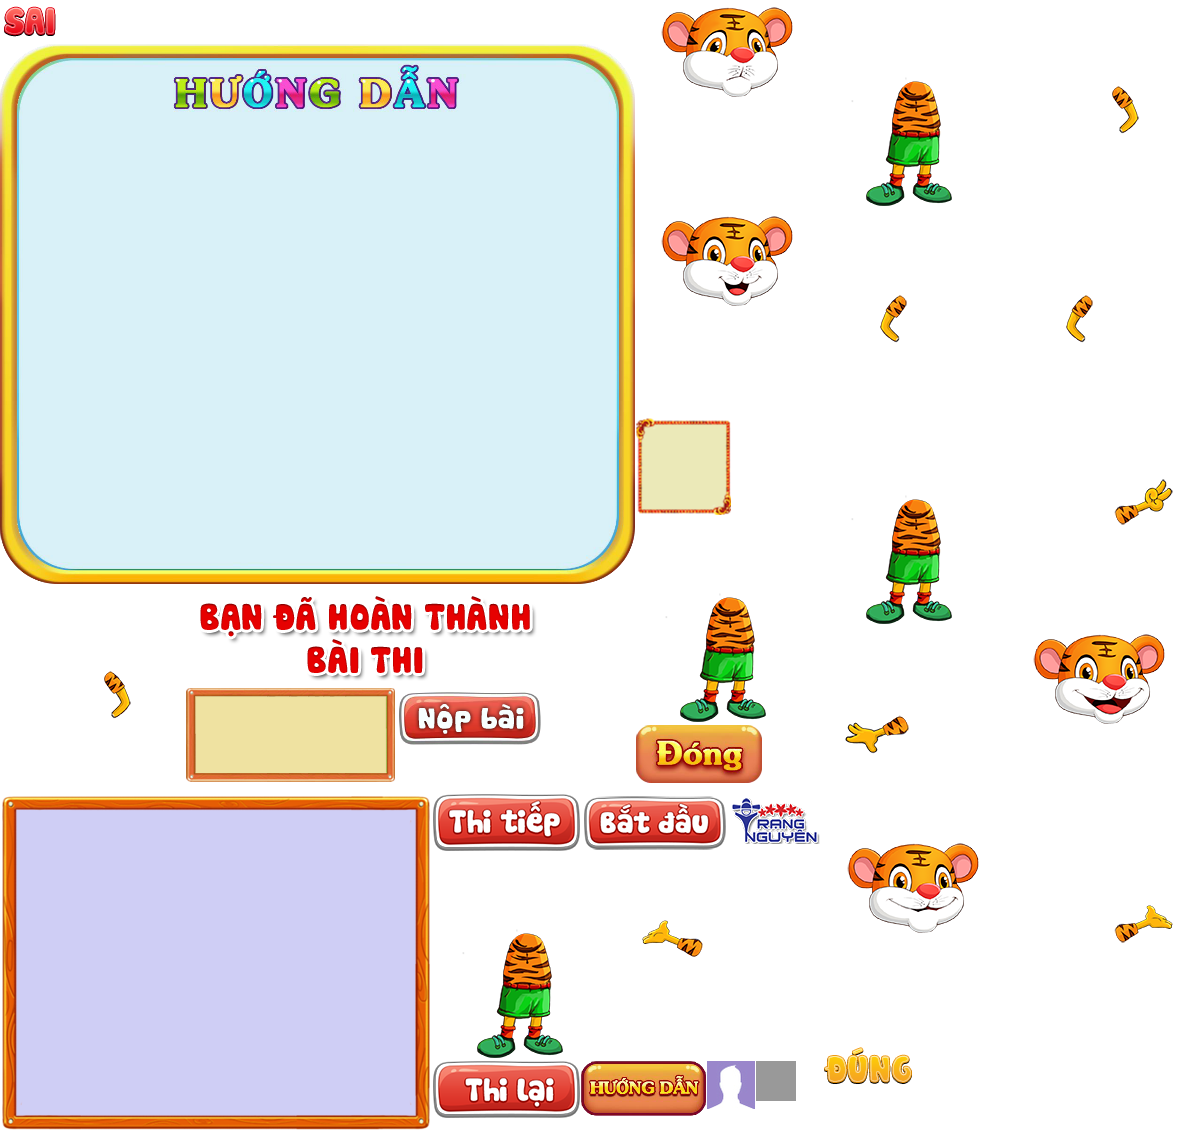 SAI
HƯỚNG DẪN
BẠN ĐÃ HOÀN THÀNH
BÀI THI
Nộp bài
Đóng
Thi tiếp
Bắt đầu
TRẠNG
NGUYÊN
Thi lại
HƯỚNG DẪN
ĐÚNG